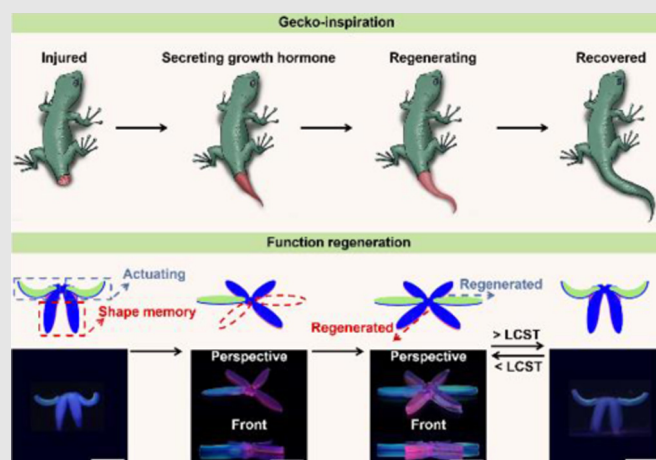 Gecko-inspiration
Injured
Secreting growth hormone
Regenerating
Recovered
Function regeneration
Actuating
Shape memory
Regenerated
Regenerated
> LCST
< LCST
Perspective
Front
Perspective
Front